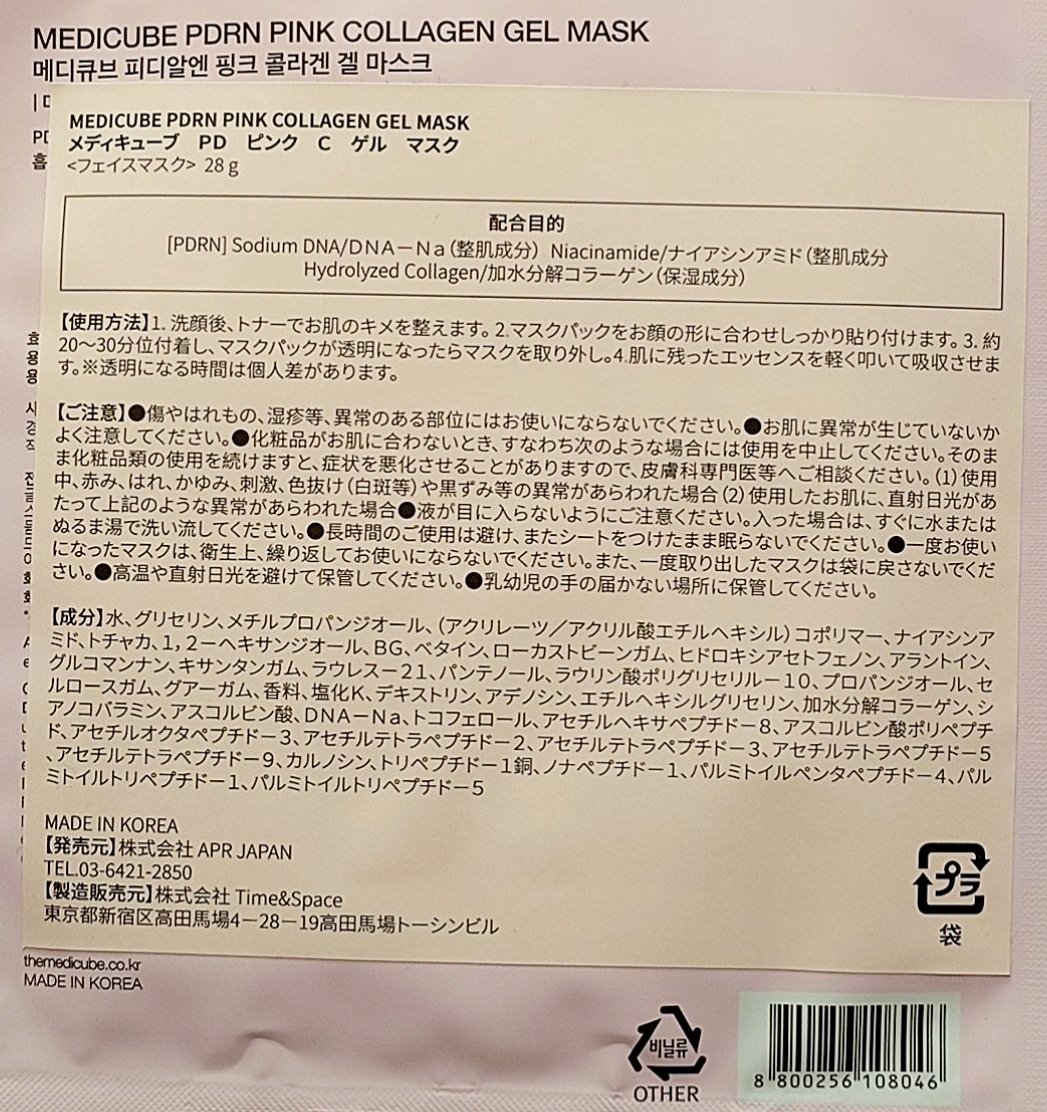 MEDICUBE PDRN PINK COLLAGEN GEL MASK
메디큐브 피디알엔 핑크 콜라겐 겔 마스크
MEDICUBE PDRN PINK COLLAGEN GEL MASK
メディキューブ PD ピンク C ゲル マスク
<フェイスマスク> 28 g
配合目的
[PDRN] Sodium DNA/DNA－Na（整肌成分） Niacinamide/ナイアシンアミド（整肌成分
Hydrolyzed Collagen/加水分解コラーゲン（保湿成分）
【使用方法】1. 洗顔後、トナーでお肌のキメを整えます。2.マスクパックをお顔の形に合わせしっかり貼り付けます。3. 約
20～30分位付着し、マスクパックが透明になったらマスクを取り外し。4.肌に残ったエッセンスを軽く叩いて吸収させま
す。※透明になる時間は個人差があります。
【ご注意】●傷やはれもの、湿疹等、異常のある部位にはお使いにならないでください。●お肌に異常が生じていないか
よく注意してください。●化粧品がお肌に合わないとき、すなわち次のような場合には使用を中止してください。そのま
ま化粧品類の使用を続けますと、症状を悪化させることがありますので、皮膚科専門医等へご相談ください。(1) 使用
中、赤み、はれ、かゆみ、刺激、色抜け（白斑等）や黒ずみ等の異常があらわれた場合 (2) 使用したお肌に、直射日光があ
たって上記のような異常があらわれた場合●液が目に入らないようにご注意ください。入った場合は、すぐに水または
ぬるま湯で洗い流してください。●長時間のご使用は避け、またシートをつけたまま眠らないでください。●一度お使い
になったマスクは、衛生上、繰り返してお使いにならないでください。また、一度取り出したマスクは袋に戻さないでくだ
さい。●高温や直射日光を避けて保管してください。●乳幼児の手の届かない場所に保管してください。
【成分】水、グリセリン、メチルプロパンジオール、（アクリレーツ／アクリル酸エチルヘキシル）コポリマー、ナイアシンア
ミド、トチャカ、1，2－ヘキサンジオール、BG、ベタイン、ローカストビーンガム、ヒドロキシアセトフェノン、アラントイン、
グルコマンナン、キサンタンガム、ラウレス－21、パンテノール、ラウリン酸ポリグリセリル－10、プロパンジオール、セ
ルロースガム、グアーガム、香料、塩化K、デキストリン、アデノシン、エチルヘキシルグリセリン、加水分解コラーゲン、シ
アノコバラミン、アスコルビン酸、DNA－Na、トコフェロール、アセチルヘキサペプチド－8、アスコルビン酸ポリペプチ
ド、アセチルオクタペプチド－3、アセチルテトラペプチド－2、アセチルテトラペプチド－3、アセチルテトラペプチド－5
、アセチルテトラペプチド－9、カルノシン、トリペプチド－1銅、ノナペプチド－1、パルミトイルペンタペプチド－4、パル
ミトイルトリペプチド－1、パルミトイルトリペプチド－5
MADE IN KOREA
【発売元】株式会社 APR JAPAN
TEL.03-6421-2850
【製造販売元】株式会社 Time&Space
東京都新宿区高田馬場4－28－19高田馬場トーシンビル
プラ
袋
themedicube.co.kr
MADE IN KOREA
비닐류
OTHER
8 800256 108046